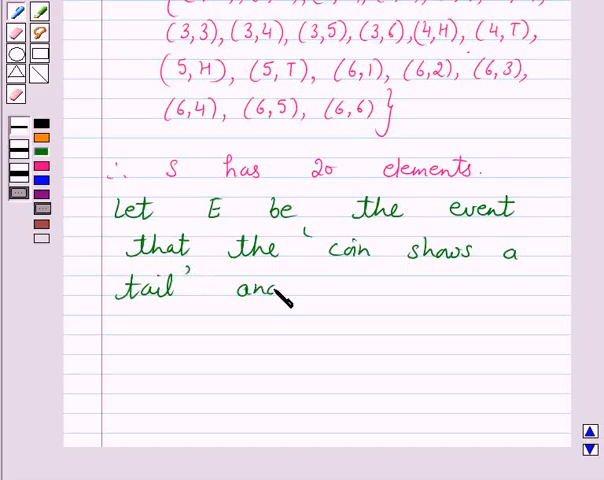 (3,3), (3,4), (3,5), (3,6), (4,H), (4,T),
(5,H), (5,T), (6,1), (6,2), (6,3),
(6,4), (6,5), (6,6) }
∴ S has 20 elements.
Let E be the event
that the 'coin shows a
tail' and